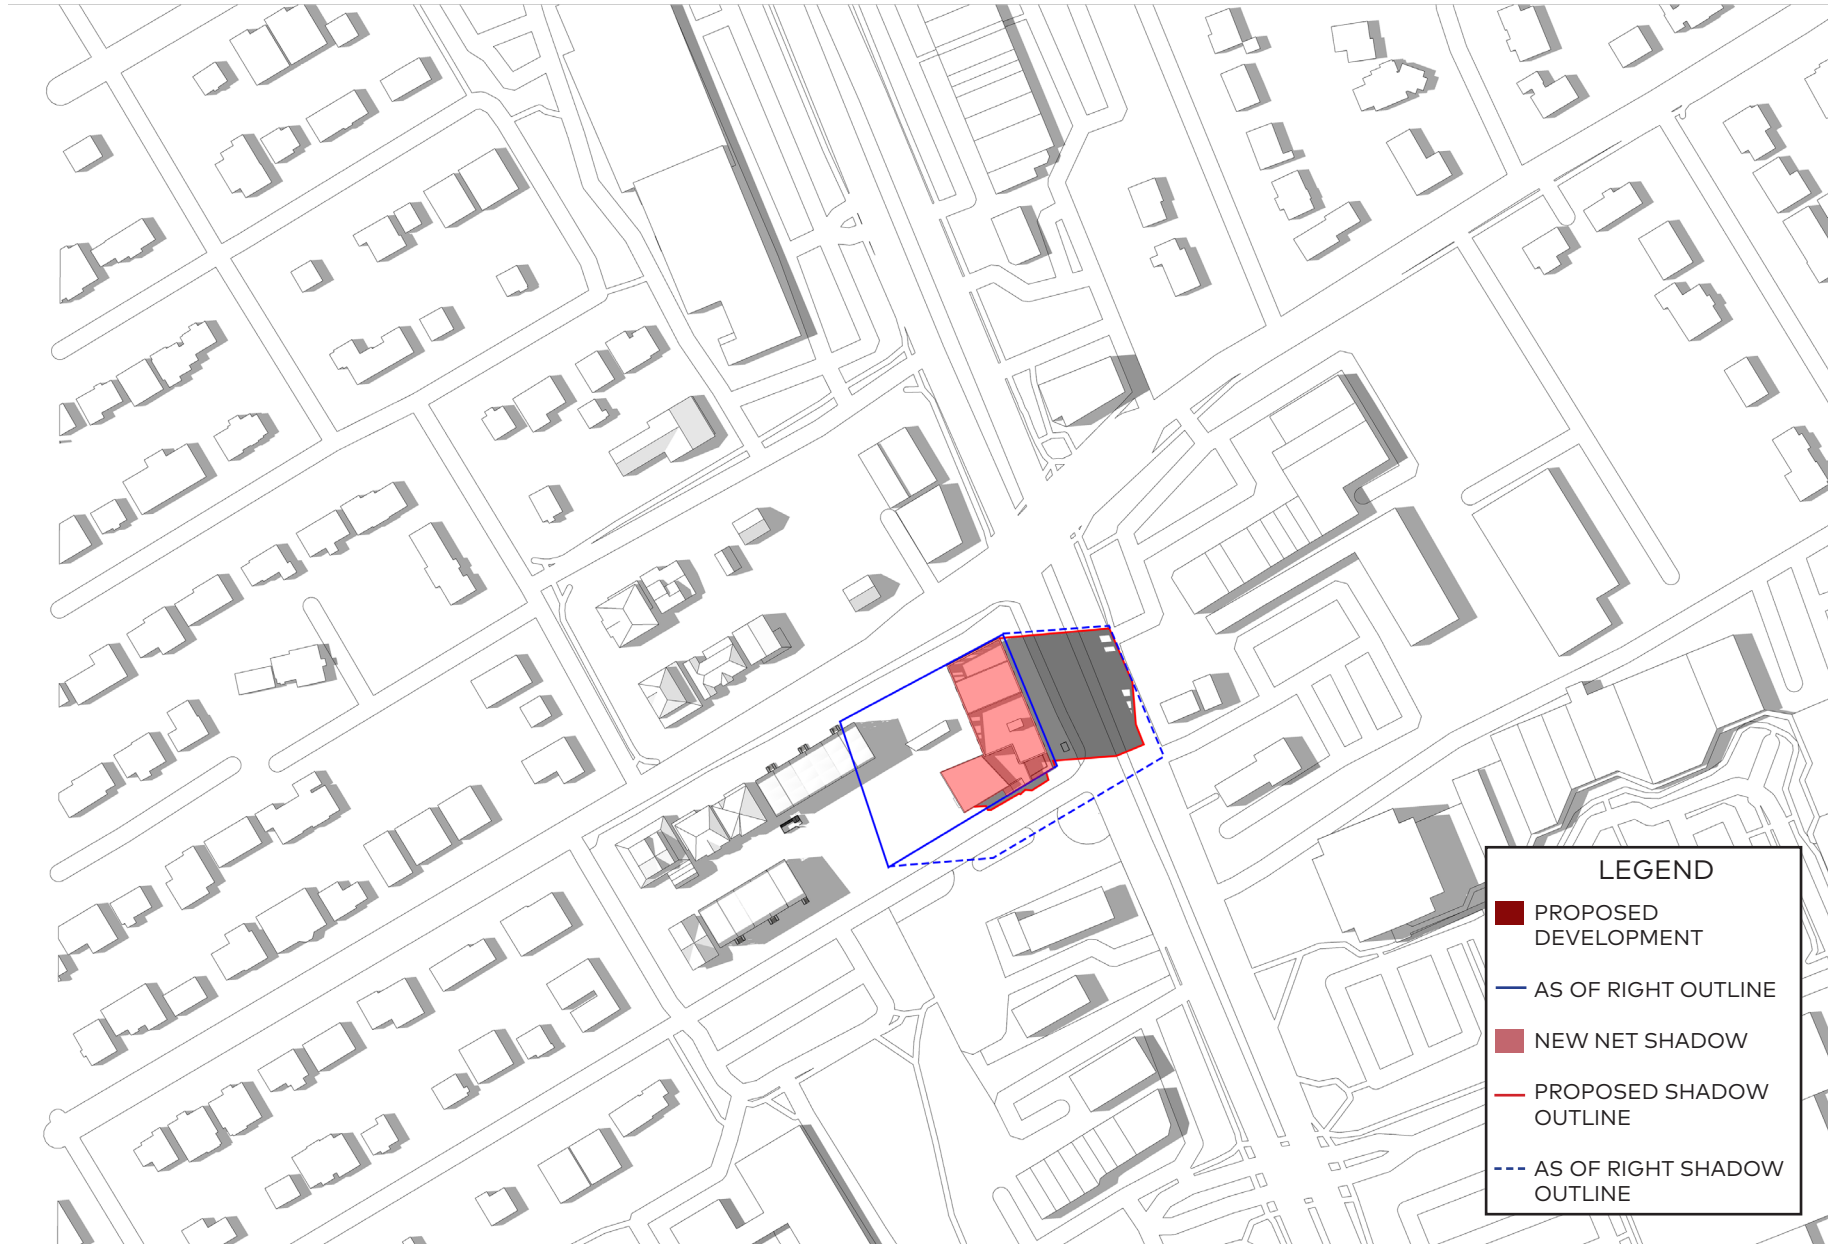 LEGEND
PROPOSED
DEVELOPMENT
AS OF RIGHT OUTLINE
NEW NET SHADOW
PROPOSED SHADOW
OUTLINE
AS OF RIGHT SHADOW
OUTLINE